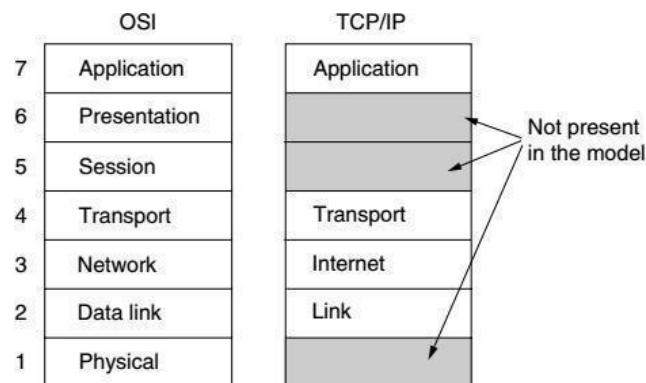 OSI TCP/IP
7 Application Application
6 Presentation
Not present
in the model
5 Session
4 Transport Transport
3 Network Internet
2 Data link Link
1 Physical